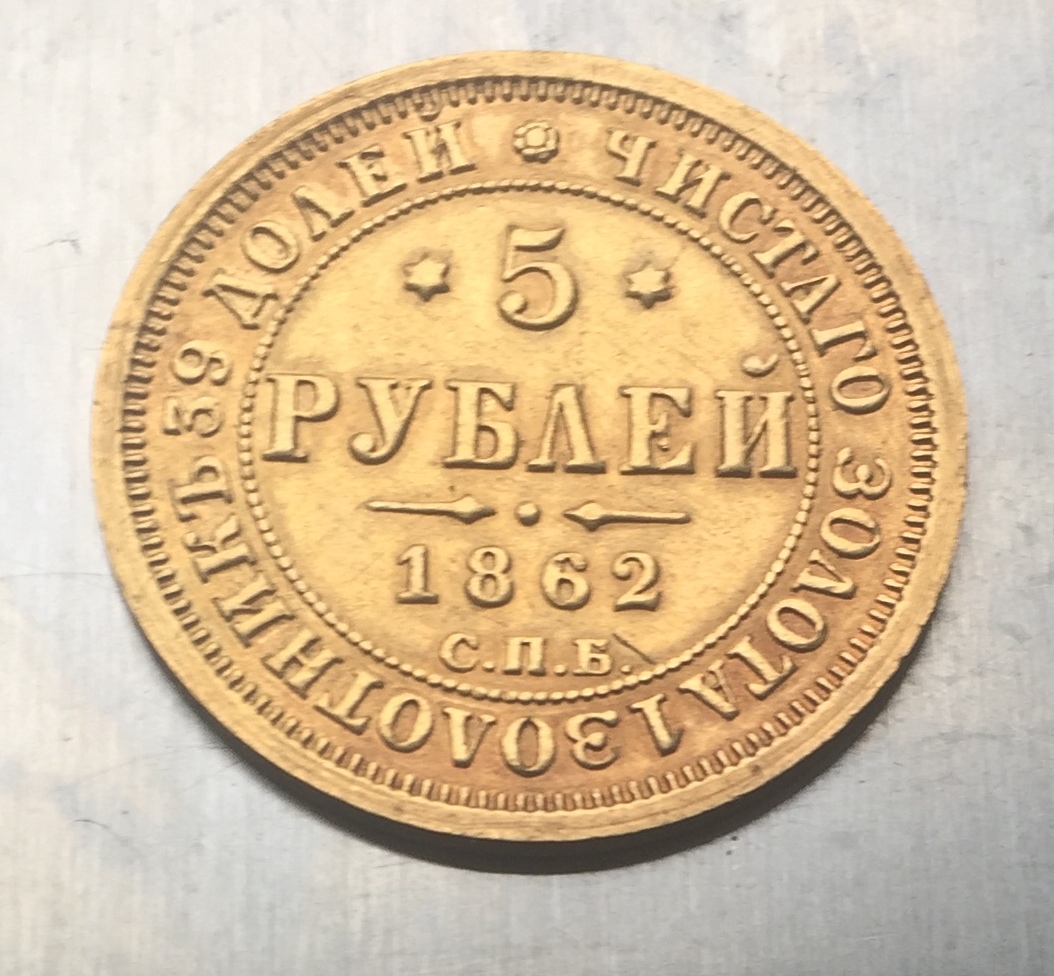 ЧИСТАГО ЗОЛОТА 1 ЗОЛОТНИКЪ 39 ДОЛЕЙ
5
РУБЛЕЙ
1862
С.П.Б.